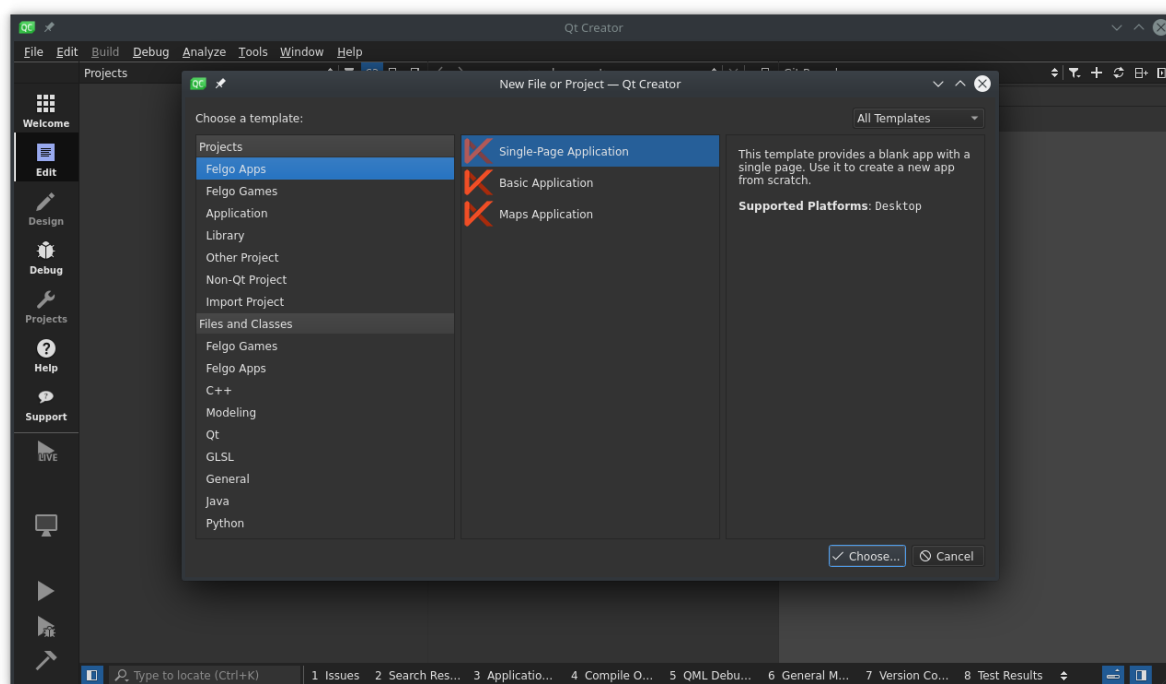 Qt Creator
File Edit Build Debug Analyze Tools Window Help
Projects
QC New File or Project — Qt Creator
Choose a template: All Templates
Projects
Felgo Apps
Felgo Games
Application
Library
Other Project
Non-Qt Project
Import Project
Files and Classes
Felgo Games
Felgo Apps
C++
Modeling
Qt
GLSL
General
Java
Python
Single-Page Application
Basic Application
Maps Application
This template provides a blank app with a
single page. Use it to create a new app
from scratch.
Supported Platforms: Desktop
Choose... Cancel
Welcome
Edit
Design
Debug
Projects
Help
Support
LIVE
Type to locate (Ctrl+K) 1 Issues 2 Search Res... 3 Applicatio... 4 Compile O... 5 QML Debu... 6 General M... 7 Version Co... 8 Test Results